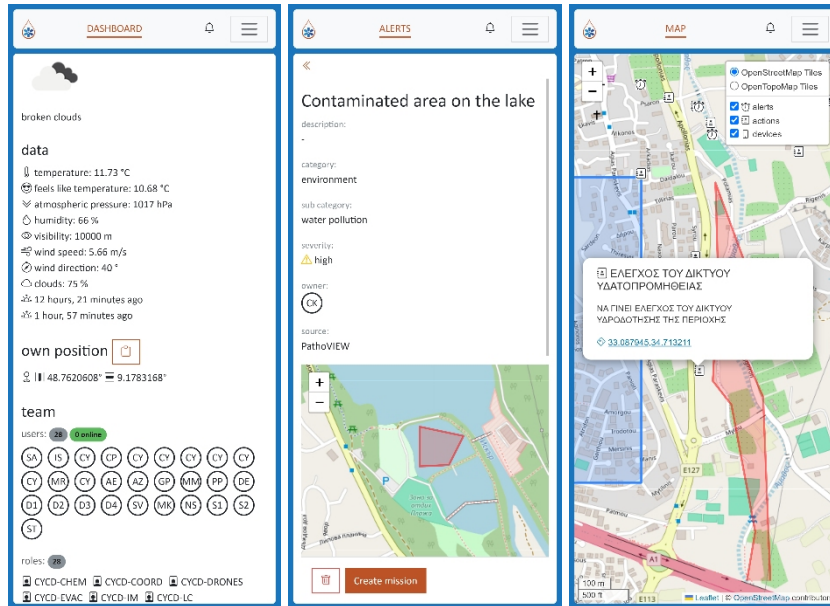 DASHBOARD
broken clouds
data
temperature: 11.73 °C
feels like temperature: 10.68 °C
atmospheric pressure: 1017 hPa
humidity: 66 %
visibility: 10000 m
wind speed: 5.66 m/s
wind direction: 40 °
clouds: 75 %
12 hours, 21 minutes ago
1 hour, 57 minutes ago
own position
48.7620608° 9.1783168°
team
users: 28 0 online
SA IS CY CP CY CY CY CY CY
CY MR CY AE AZ GP MM PP DE
D1 D2 D3 D4 SV MK NS S1 S2
ST
roles: 28
CYCD-CHEM CYCD-COORD CYCD-DRONES
CYCD-EVAC CYCD-IM CYCD-LC
ALERTS
«
Contaminated area on the lake
description:
-
category:
environment
sub category:
water pollution
severity:
high
owner:
CK
source:
PathoVIEW
+
−
P
Create mission
MAP
+
−
OpenStreetMap Tiles
OpenTopoMap Tiles
alerts
actions
devices
ΕΛΕΓΧΟΣ ΤΟΥ ΔΙΚΤΥΟΥ
ΥΔΑΤΟΠΡΟΜΗΘΕΙΑΣ
ΝΑ ΓΙΝΕΙ ΕΛΕΓΧΟΣ ΤΟΥ ΔΙΚΤΥΟΥ
ΥΔΡΟΔΟΤΗΣΗΣ ΤΗΣ ΠΕΡΙΟΧΗΣ
33.087945,34.713211
E127
A1
100 m
500 ft
E113
Leaflet | © OpenStreetMap contributors